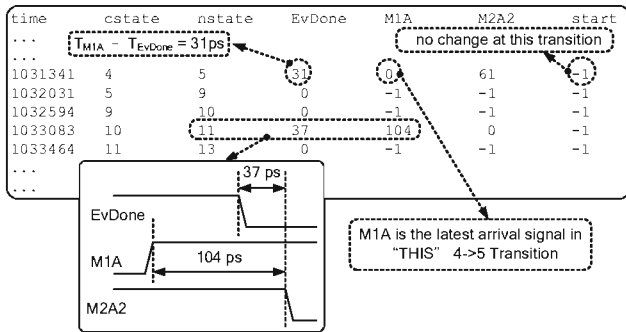 time cstate nstate EvDone M1A M2A2 start
...
...
T_M1A - T_EvDone = 31ps
no change at this transition
1031341 4 5 31 0 61 -1
1032031 5 9 0 -1 -1 -1
1032594 9 10 0 -1 -1 -1
1033083 10 11 37 104 0 -1
1033464 11 13 0 -1 -1 -1
...
...
37 ps
EvDone
M1A
104 ps
M2A2
M1A is the latest arrival signal in
"THIS" 4->5 Transition